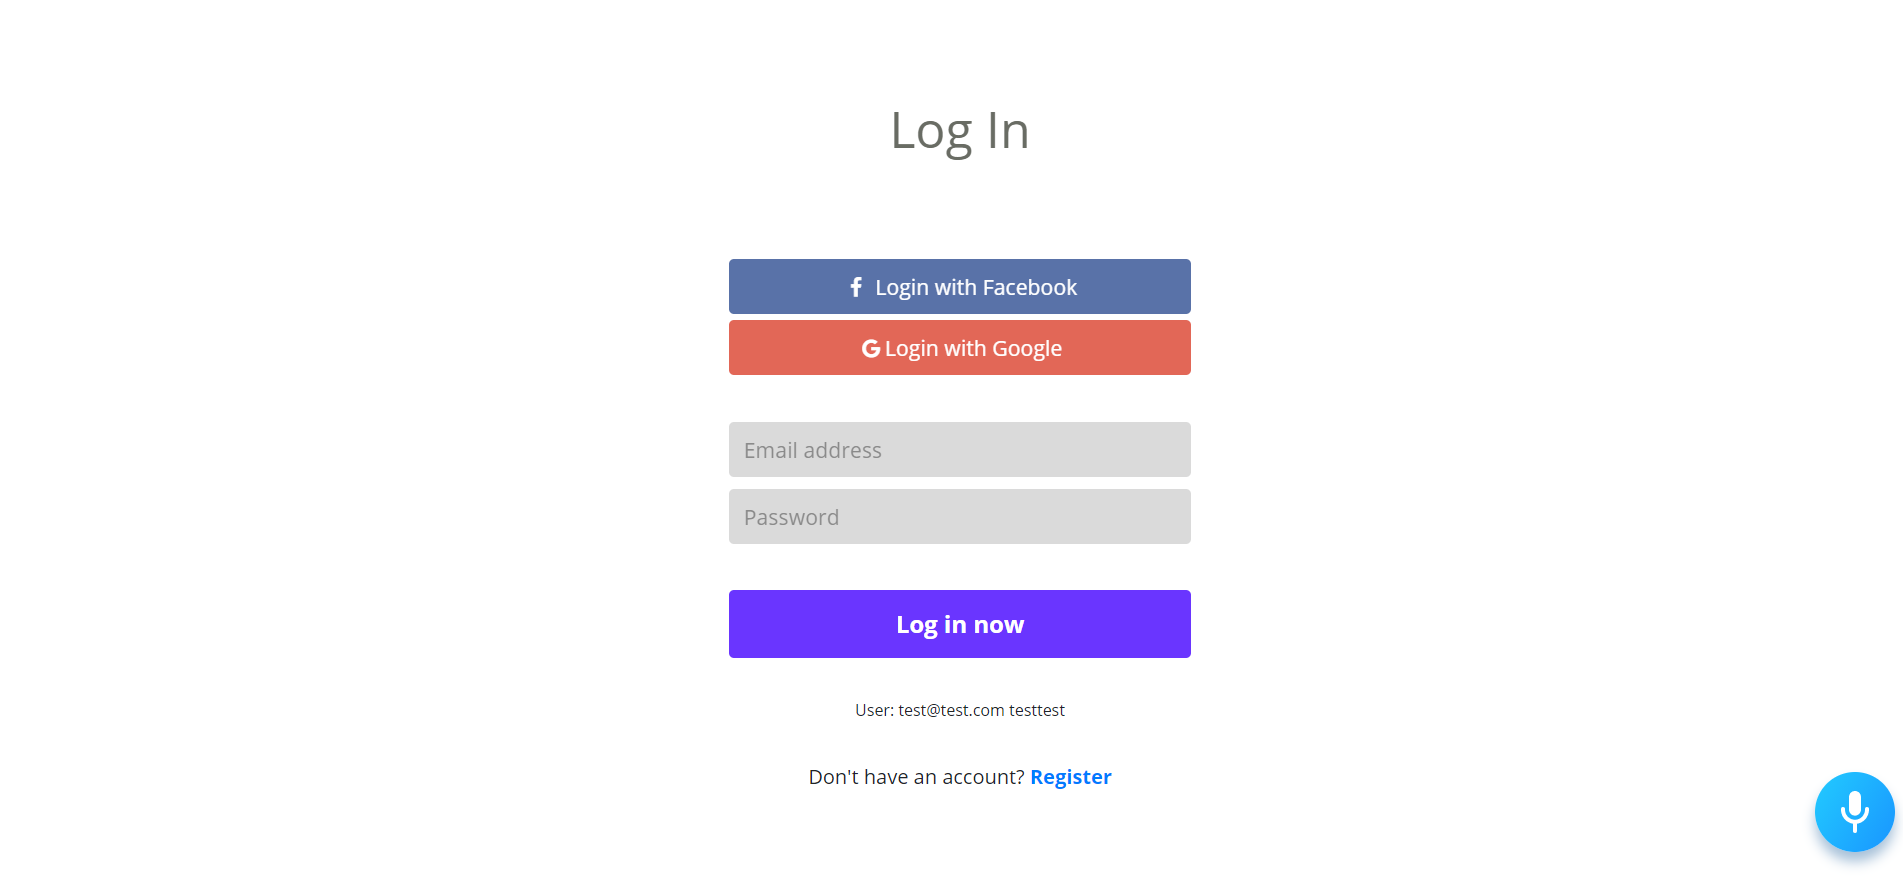 Log In
Login with Facebook
Login with Google
Email address
Password
Log in now
User: test@test.com testtest
Don't have an account? Register